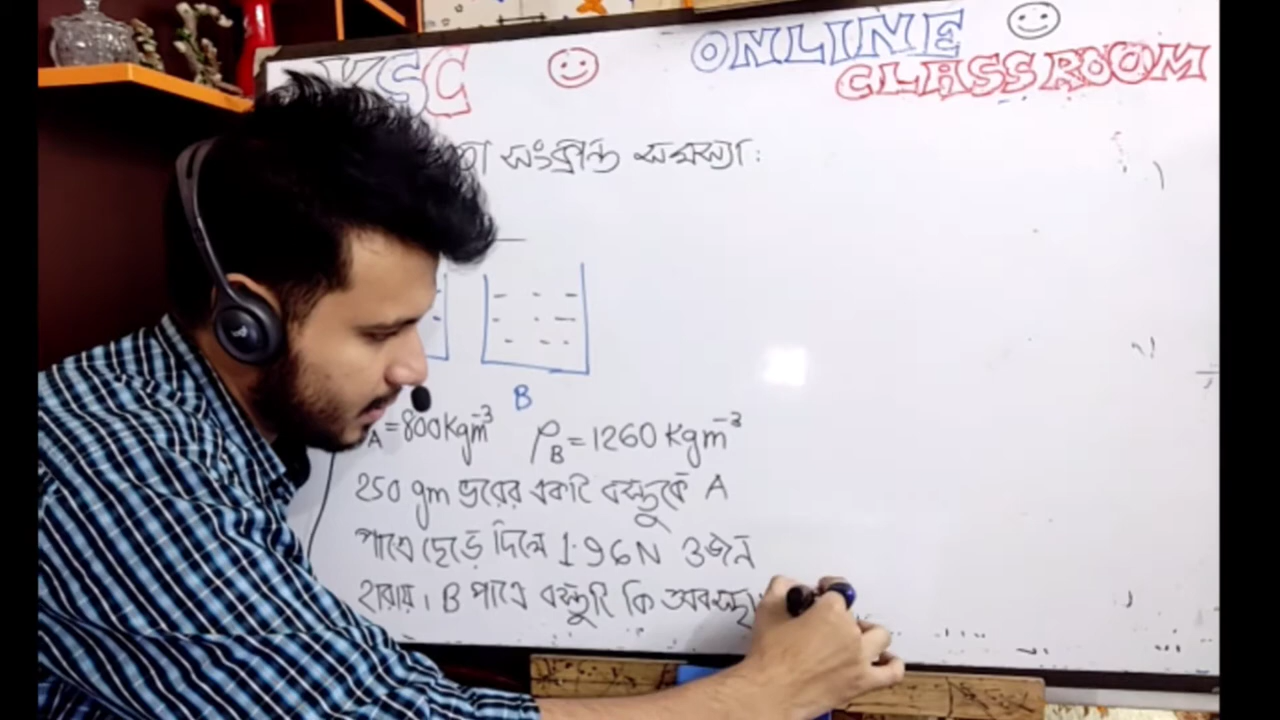 KSC
ONLINE
CLASS ROOM
সংক্রান্ত সমস্যা:
B
A = 800 Kgm⁻³ ρB = 1260 Kgm⁻³
250 gm ভরের একটি বস্তুকে A
পাত্রে ছেড়ে দিলে 1.96N ওজন
হারায়। B পাত্রে বস্তুটি কি অবস্থা